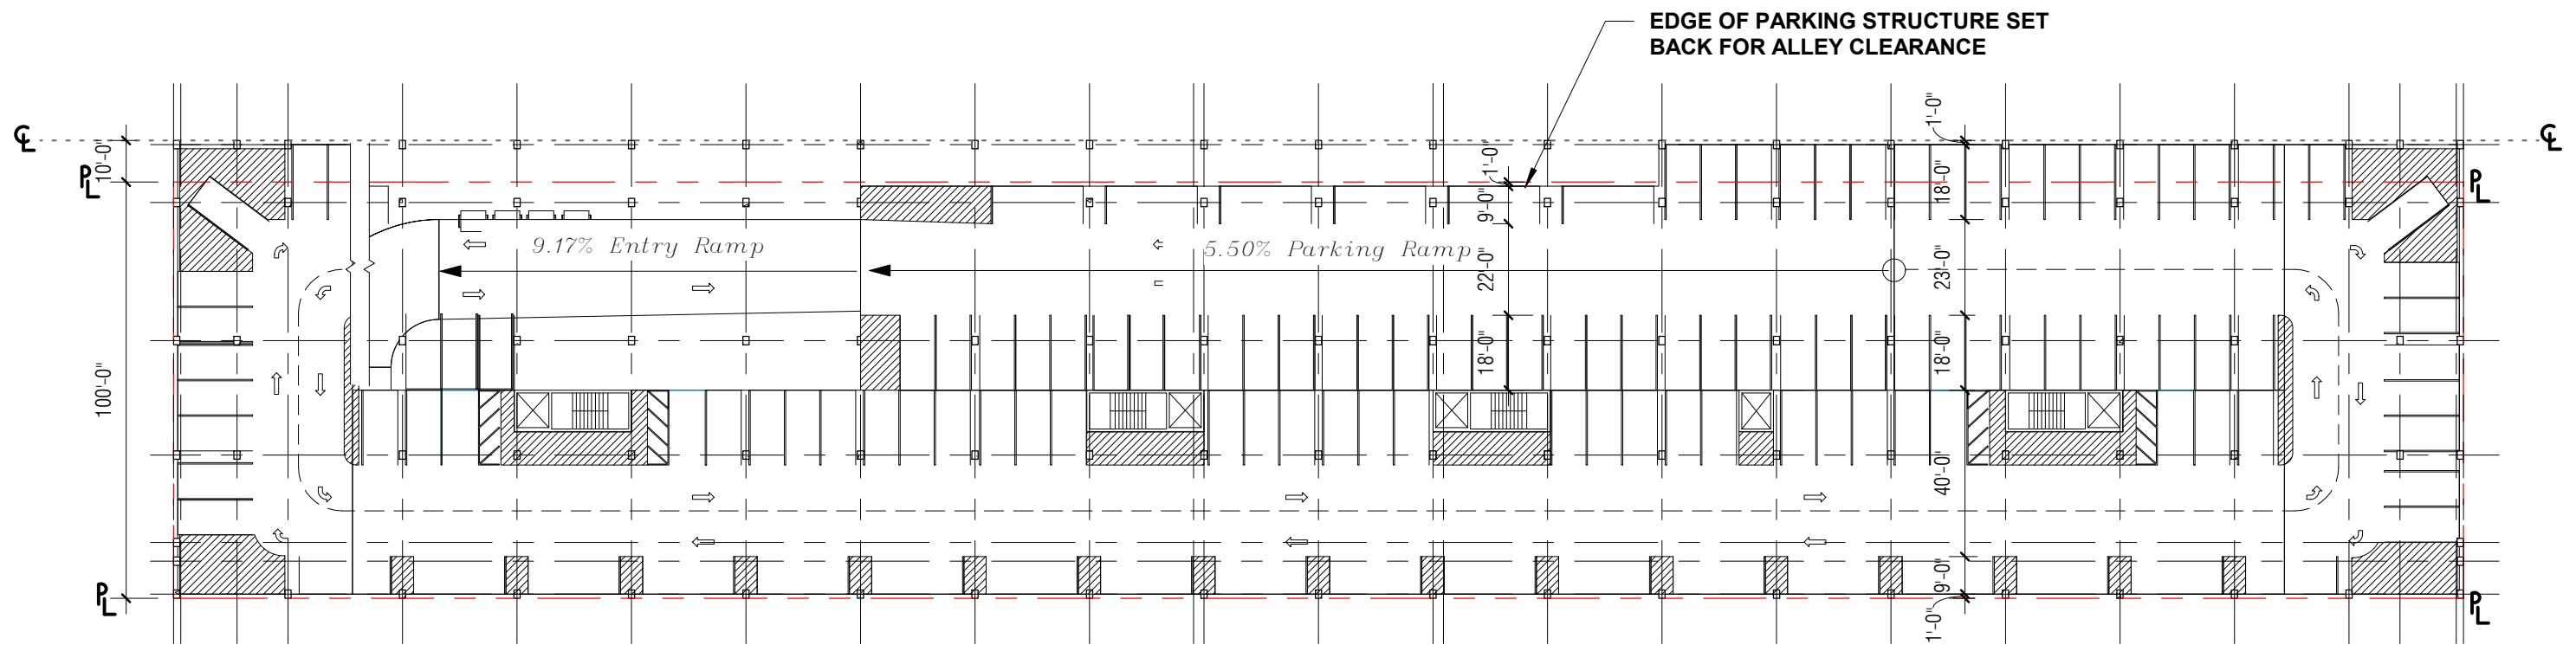 EDGE OF PARKING STRUCTURE SET
BACK FOR ALLEY CLEARANCE
1'-0"
CL
CL
10'-0"
PL
1'-0"
18'-0"
PL
9'-0"
9.17% Entry Ramp
5.50% Parking Ramp
22'-0"
23'-0"
18'-0"
18'-0"
100'-0"
40'-0"
9'-0"
PL
PL
1'-0"